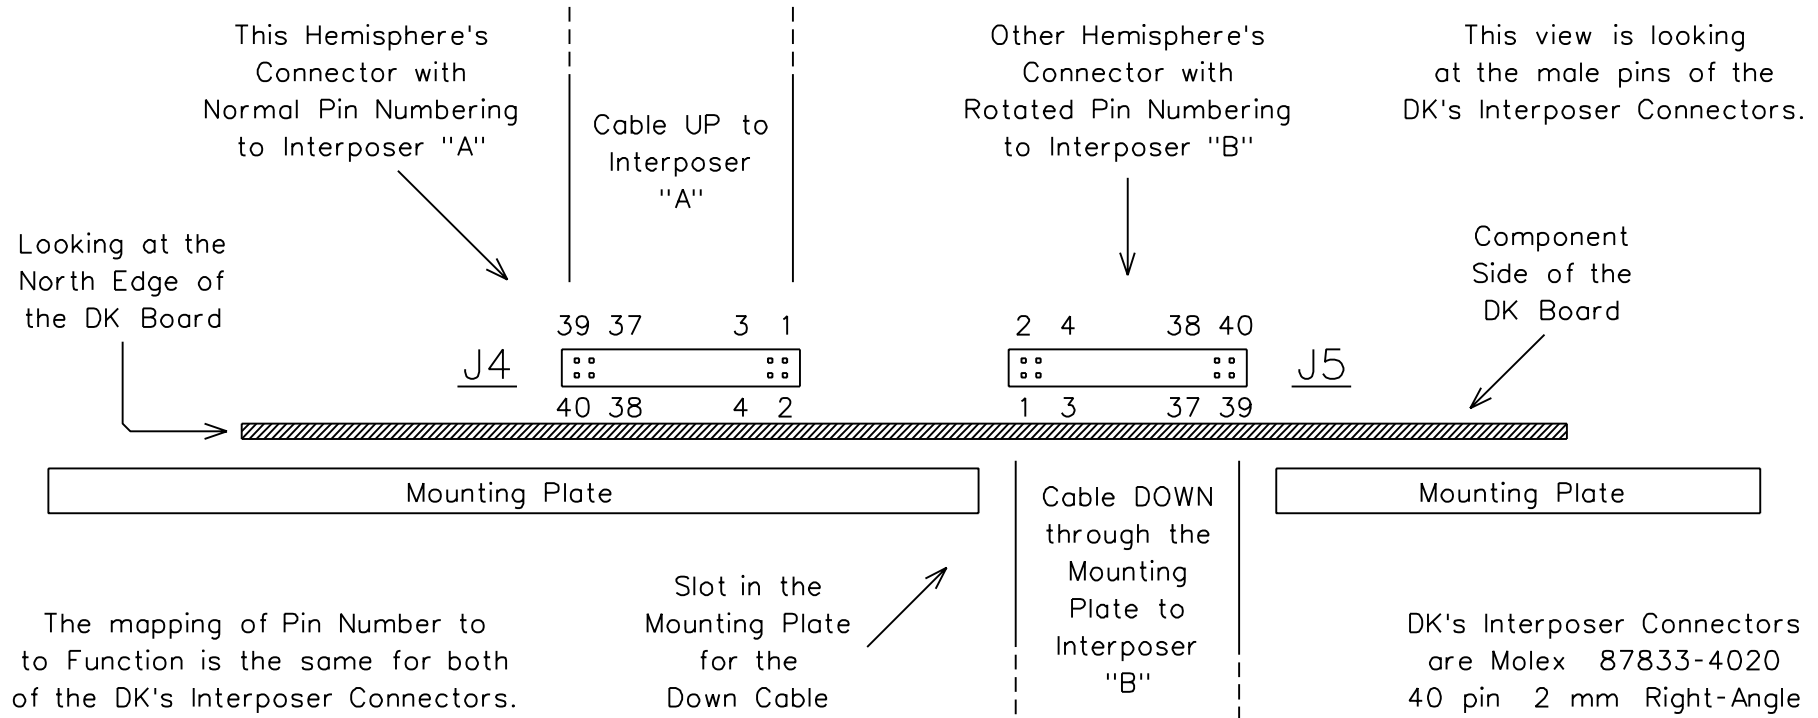 This Hemisphere's
Connector with
Normal Pin Numbering
to Interposer "A"
Cable UP to
Interposer
"A"
Other Hemisphere's
Connector with
Rotated Pin Numbering
to Interposer "B"
This view is looking
at the male pins of the
DK's Interposer Connectors.
Looking at the
North Edge of
the DK Board
Component
Side of the
DK Board
39 37 3 1
J4
40 38 4 2
2 4 38 40
J5
1 3 37 39
Mounting Plate
Mounting Plate
Cable DOWN
through the
Mounting
Plate to
Interposer
"B"
Slot in the
Mounting Plate
for the
Down Cable
The mapping of Pin Number to
to Function is the same for both
of the DK's Interposer Connectors.
DK's Interposer Connectors
are Molex 87833-4020
40 pin 2 mm Right-Angle